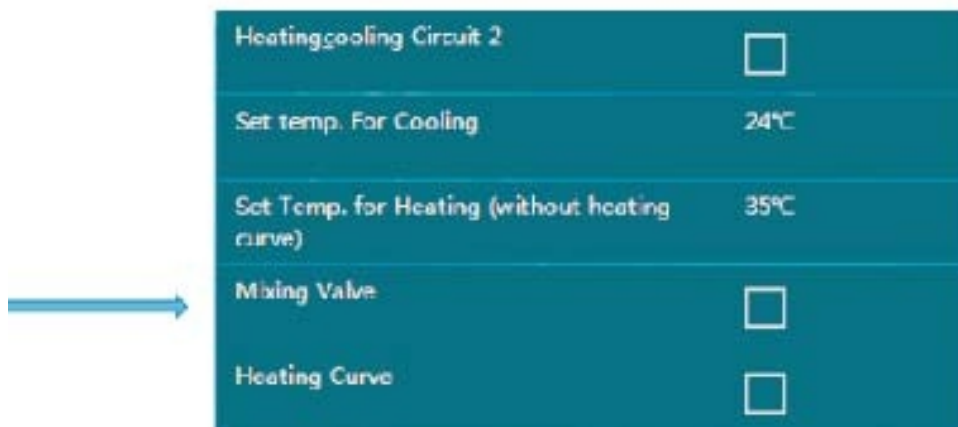 Heatingcooling Circuit 2
Set temp. For Cooling 24℃
Set Temp. for Heating (without heating 35℃
curve)
Mixing Valve
Heating Curve